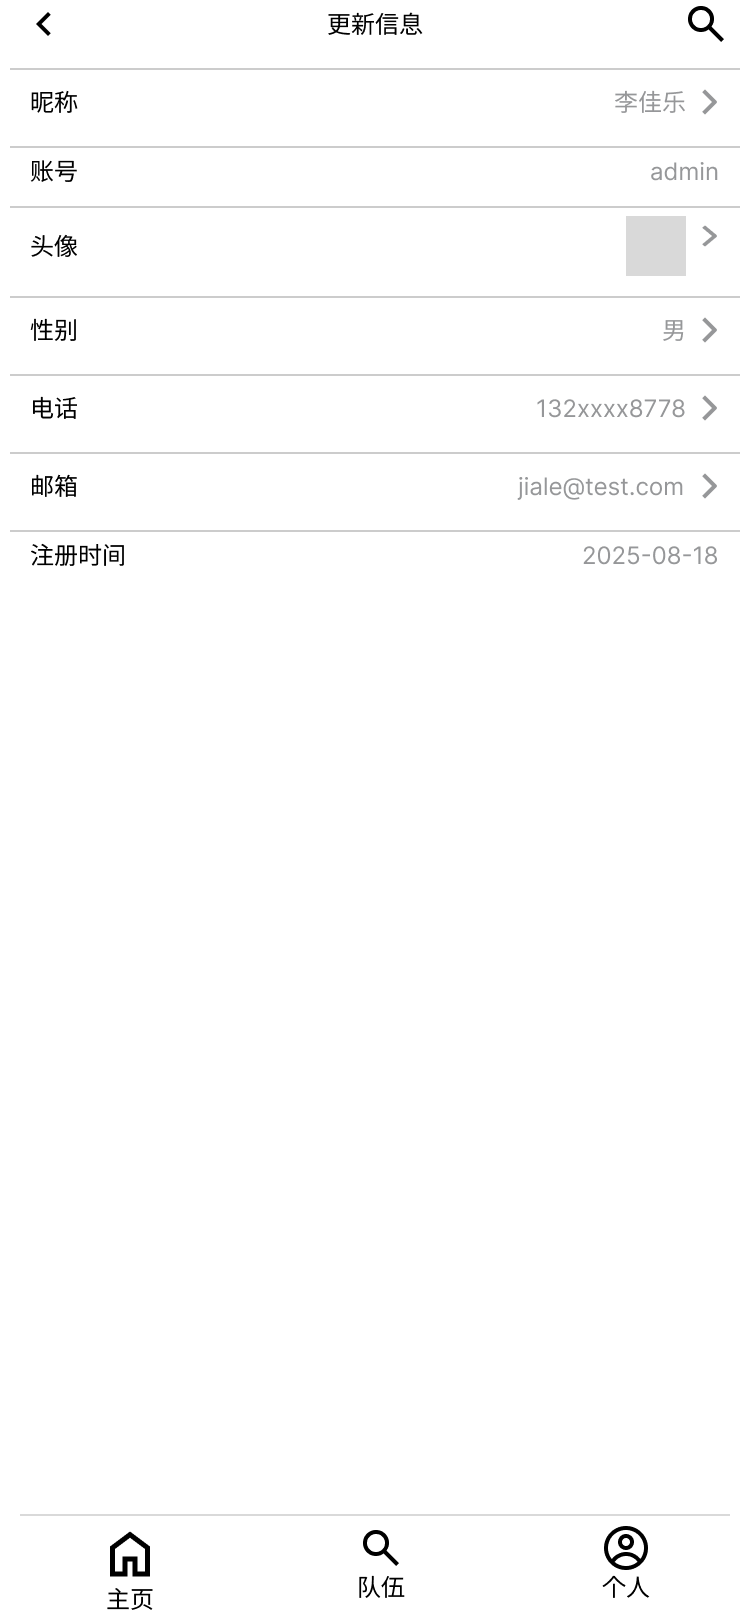 更新信息
昵称 李佳乐
账号 admin
头像
性别 男
电话 132xxxx8778
邮箱 jiale@test.com
注册时间 2025-08-18
主页 队伍 个人